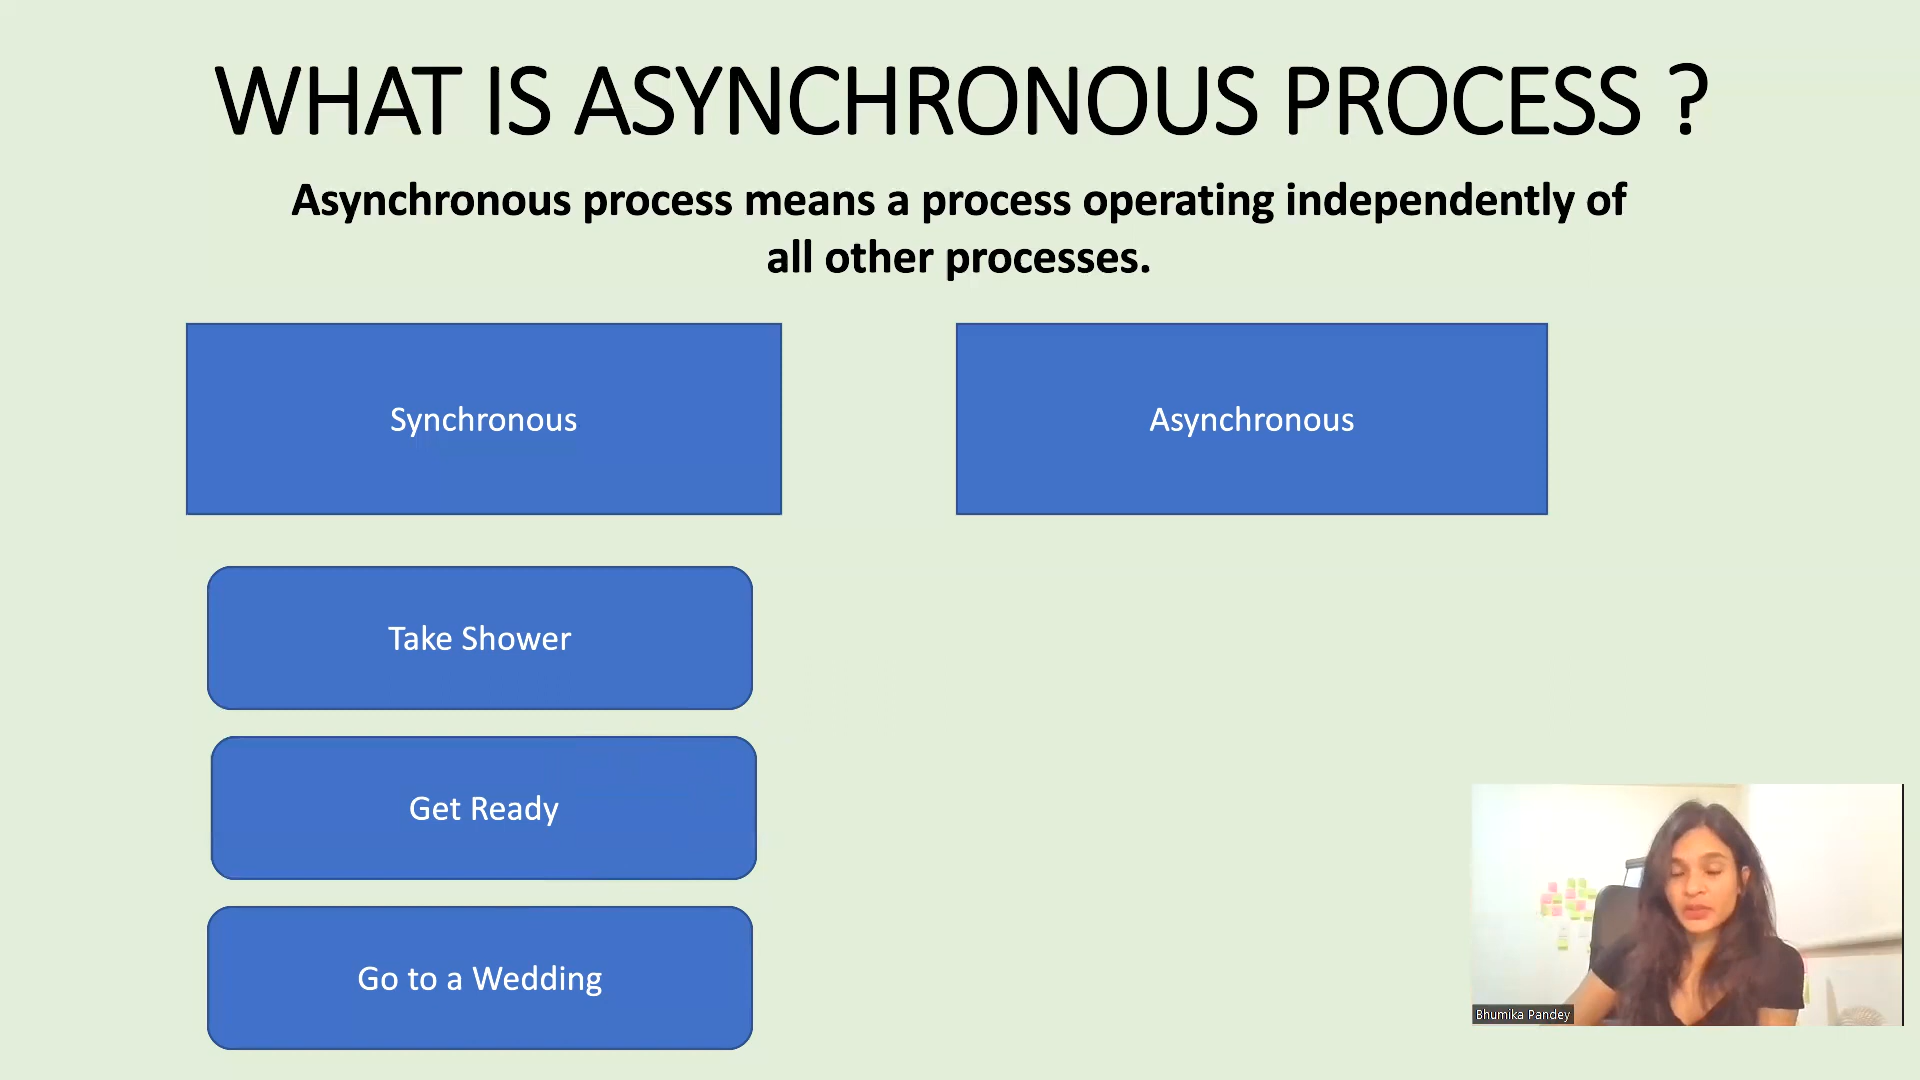 WHAT IS ASYNCHRONOUS PROCESS ?
Asynchronous process means a process operating independently of
all other processes.
Synchronous
Asynchronous
Take Shower
Get Ready
Go to a Wedding
Bhumika Pandey